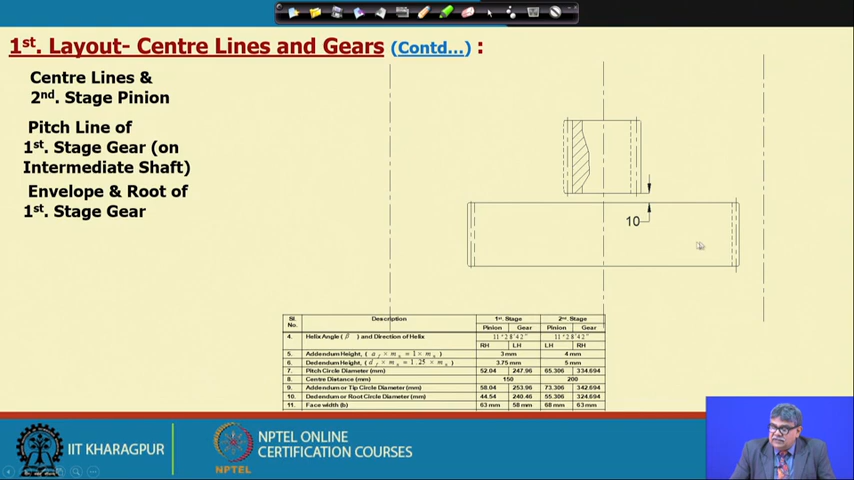 1st. Layout- Centre Lines and Gears (Contd...) :
Centre Lines &
2nd. Stage Pinion
Pitch Line of
1st. Stage Gear (on
Intermediate Shaft)
Envelope & Root of
1st. Stage Gear
10
Sl. No. Description 1st. Stage 2nd. Stage
Pinion Gear Pinion Gear
4. Helix Angle (β) and Direction of Helix 11°28'42" 11°28'42"
RH LH LH RH
5. Addendum Height, 3 mm 4 mm
6. Dedendum Height, 3.75 mm 5 mm
7. Pitch Circle Diameter (mm) 52.04 247.96 65.306 334.694
8. Centre Distance (mm) 150 200
9. Addendum or Tip Circle Diameter (mm) 58.04 253.96 73.306 342.694
10. Dedendum or Root Circle Diameter (mm) 44.54 240.46 55.306 324.694
11. Face width (b) 63 mm 58 mm 68 mm 63 mm
IIT KHARAGPUR
NPTEL
NPTEL ONLINE
CERTIFICATION COURSES